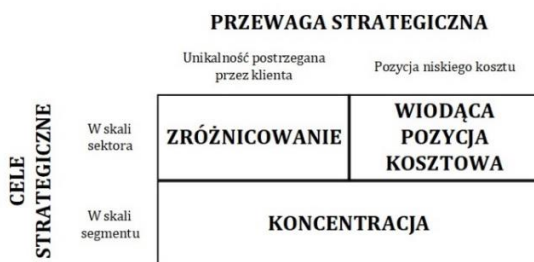 PRZEWAGA STRATEGICZNA
Unikalność postrzegana
przez klienta
Pozycja niskiego kosztu
CELE
STRATEGICZNE
W skali
sektora
ZRÓŻNICOWANIE
WIODĄCA
POZYCJA
KOSZTOWA
W skali
segmentu
KONCENTRACJA